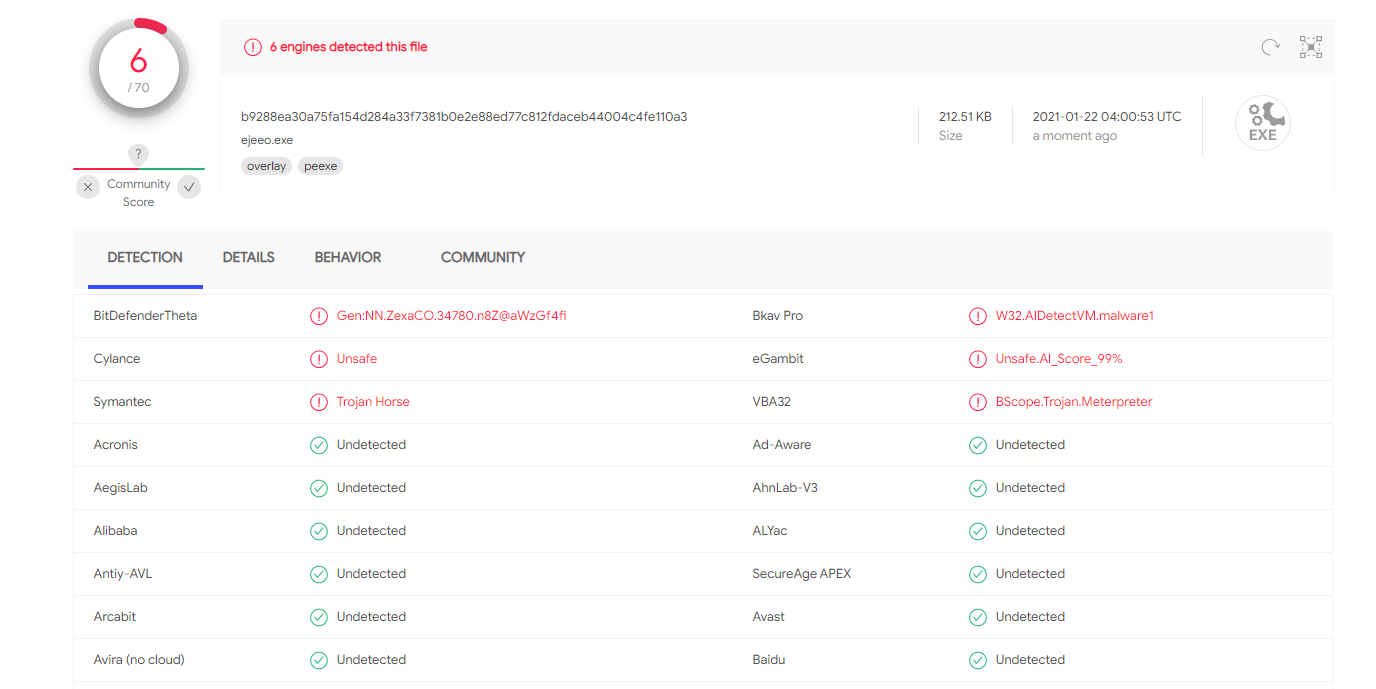 6
/ 70
?
Community
Score
6 engines detected this file
b9288ea30a75fa154d284a33f7381b0e2e88ed77c812fdaceb44004c4fe110a3
ejeeo.exe
overlay peexe
212.51 KB
Size
2021-01-22 04:00:53 UTC
a moment ago
EXE
DETECTION DETAILS BEHAVIOR COMMUNITY
BitDefenderTheta Gen:NN.ZexaCO.34780.n8Z@aWzGf4fi Bkav Pro W32.AIDetectVM.malware1
Cylance Unsafe eGambit Unsafe.AI_Score_99%
Symantec Trojan Horse VBA32 BScope.Trojan.Meterpreter
Acronis Undetected Ad-Aware Undetected
AegisLab Undetected AhnLab-V3 Undetected
Alibaba Undetected ALYac Undetected
Antiy-AVL Undetected SecureAge APEX Undetected
Arcabit Undetected Avast Undetected
Avira (no cloud) Undetected Baidu Undetected